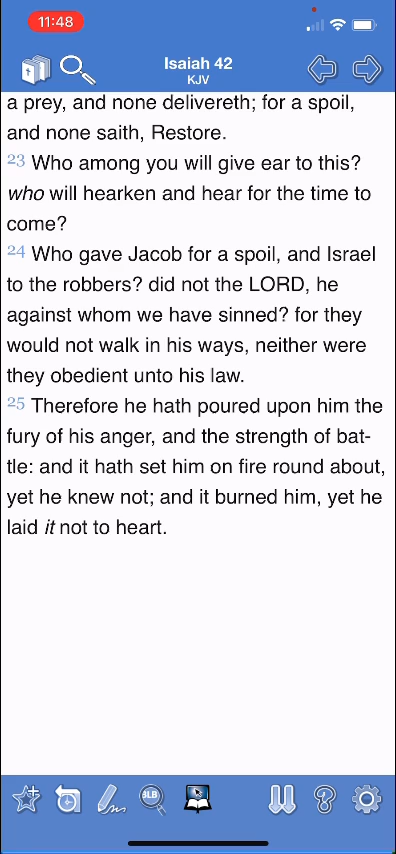 11:48
Isaiah 42
KJV
a prey, and none delivereth; for a spoil,
and none saith, Restore.
23 Who among you will give ear to this?
who will hearken and hear for the time to
come?
24 Who gave Jacob for a spoil, and Israel
to the robbers? did not the LORD, he
against whom we have sinned? for they
would not walk in his ways, neither were
they obedient unto his law.
25 Therefore he hath poured upon him the
fury of his anger, and the strength of bat-
tle: and it hath set him on fire round about,
yet he knew not; and it burned him, yet he
laid it not to heart.
BLB